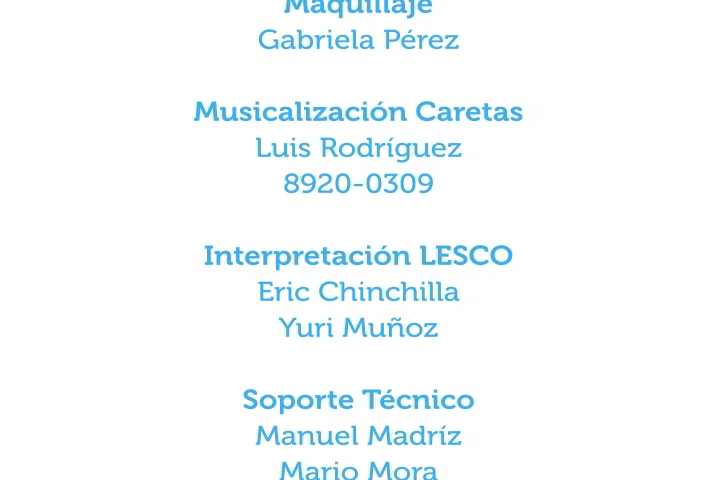 Maquillaje
Gabriela Pérez
Musicalización Caretas
Luis Rodríguez
8920-0309
Interpretación LESCO
Eric Chinchilla
Yuri Muñoz
Soporte Técnico
Manuel Madríz
Mario Mora